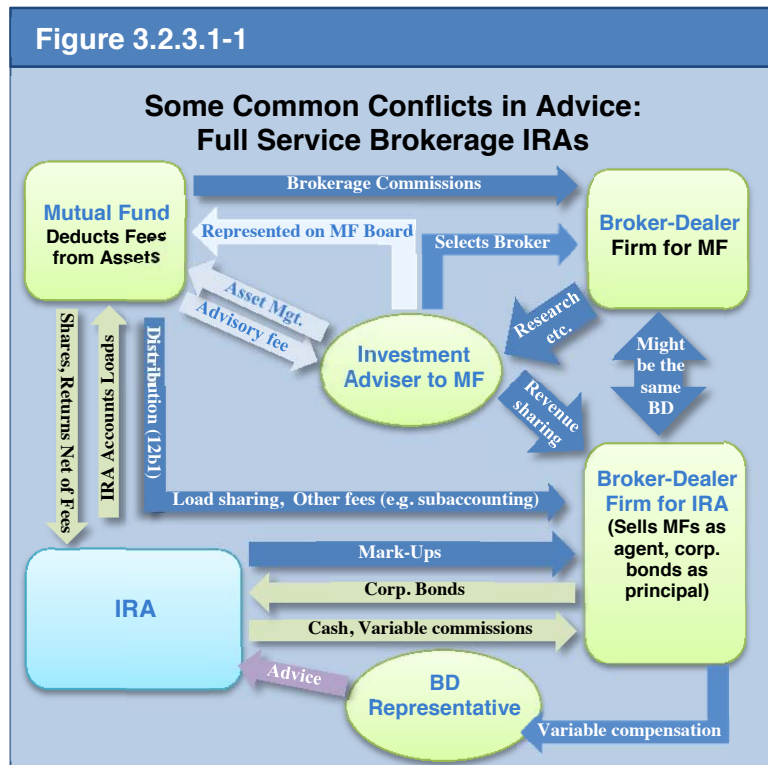 Figure 3.2.3.1-1
Some Common Conflicts in Advice:
Full Service Brokerage IRAs
Brokerage Commissions
Mutual Fund
Deducts Fees
from Assets
Broker-Dealer
Firm for MF
Represented on MF Board
Selects Broker
Asset Mgt.
Advisory fee
Research
etc.
Investment
Adviser to MF
Might
be the
same
BD
Revenue
sharing
Shares, Returns Net of Fees
IRA Accounts Loads
Distribution (12b1)
Load sharing, Other fees (e.g. subaccounting)
Broker-Dealer
Firm for IRA
(Sells MFs as
agent, corp.
bonds as
principal)
Mark-Ups
Corp. Bonds
IRA
Cash, Variable commissions
Advice
BD
Representative
Variable compensation